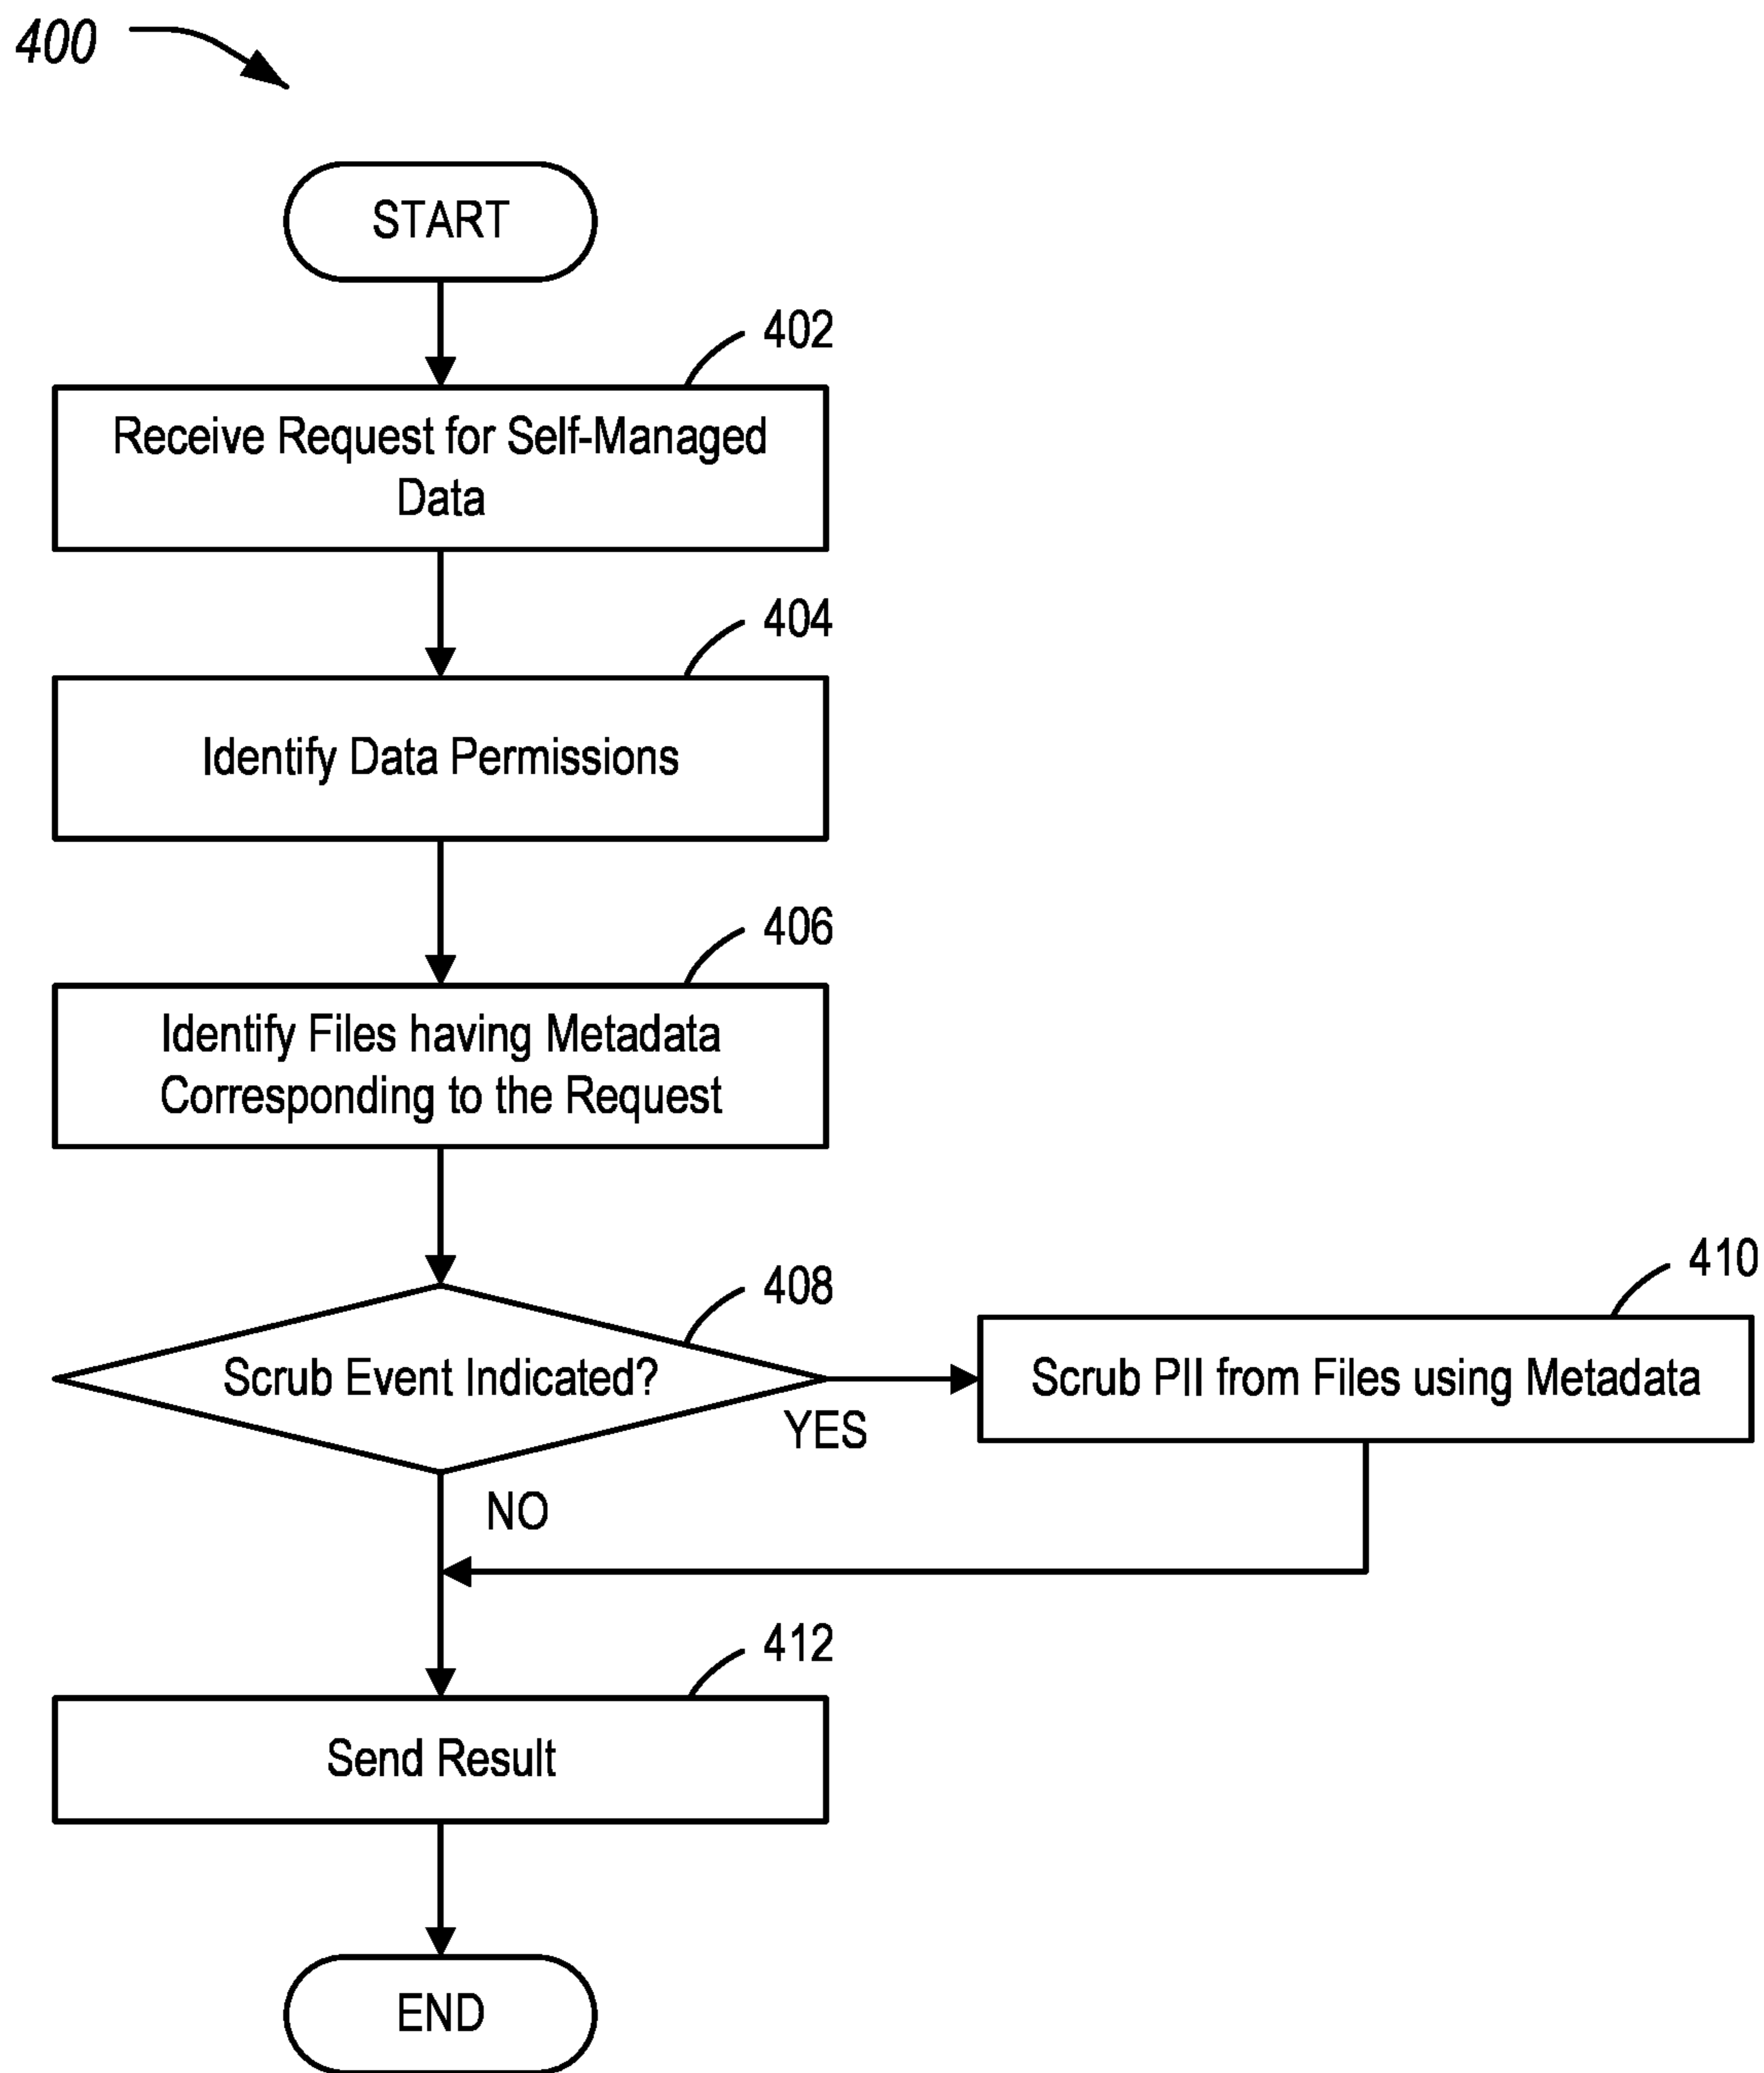 400
START
402
Receive Request for Self-Managed
Data
404
Identify Data Permissions
406
Identify Files having Metadata
Corresponding to the Request
408
Scrub Event Indicated?
YES
NO
410
Scrub PII from Files using Metadata
412
Send Result
END